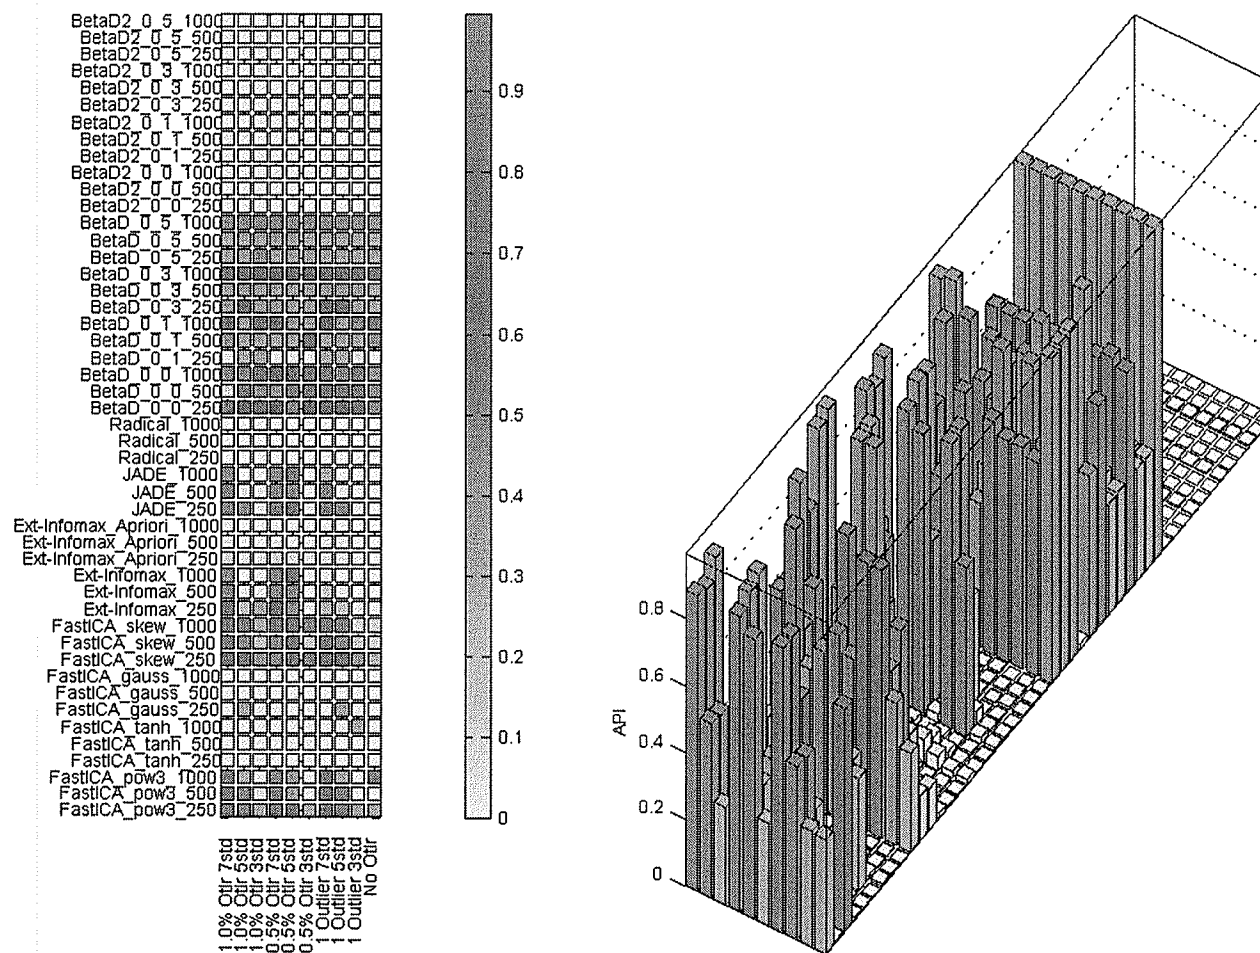 BetaD2_0_5_1000
BetaD2_0_5_500
BetaD2_0_5_250
BetaD2_0_3_1000
BetaD2_0_3_500
BetaD2_0_3_250
BetaD2_0_1_1000
BetaD2_0_1_500
BetaD2_0_1_250
BetaD2_0_0_1000
BetaD2_0_0_500
BetaD2_0_0_250
BetaD_0_5_1000
BetaD_0_5_500
BetaD_0_5_250
BetaD_0_3_1000
BetaD_0_3_500
BetaD_0_3_250
BetaD_0_1_1000
BetaD_0_1_500
BetaD_0_1_250
BetaD_0_0_1000
BetaD_0_0_500
BetaD_0_0_250
Radical_1000
Radical_500
Radical_250
JADE_1000
JADE_500
JADE_250
Ext-Infomax_Apriori_1000
Ext-Infomax_Apriori_500
Ext-Infomax_Apriori_250
Ext-Infomax_1000
Ext-Infomax_500
Ext-Infomax_250
FastICA_skew_1000
FastICA_skew_500
FastICA_skew_250
FastICA_gauss_1000
FastICA_gauss_500
FastICA_gauss_250
FastICA_tanh_1000
FastICA_tanh_500
FastICA_tanh_250
FastICA_pow3_1000
FastICA_pow3_500
FastICA_pow3_250
1.0% Otlr 7std
1.0% Otlr 5std
1.0% Otlr 3std
0.5% Otlr 7std
0.5% Otlr 5std
0.5% Otlr 3std
1 Outlier 7std
1 Outlier 5std
1 Outlier 3std
No Otlr
0.9
0.8
0.7
0.6
0.5
0.4
0.3
0.2
0.1
0
API
0.8
0.6
0.4
0.2
0